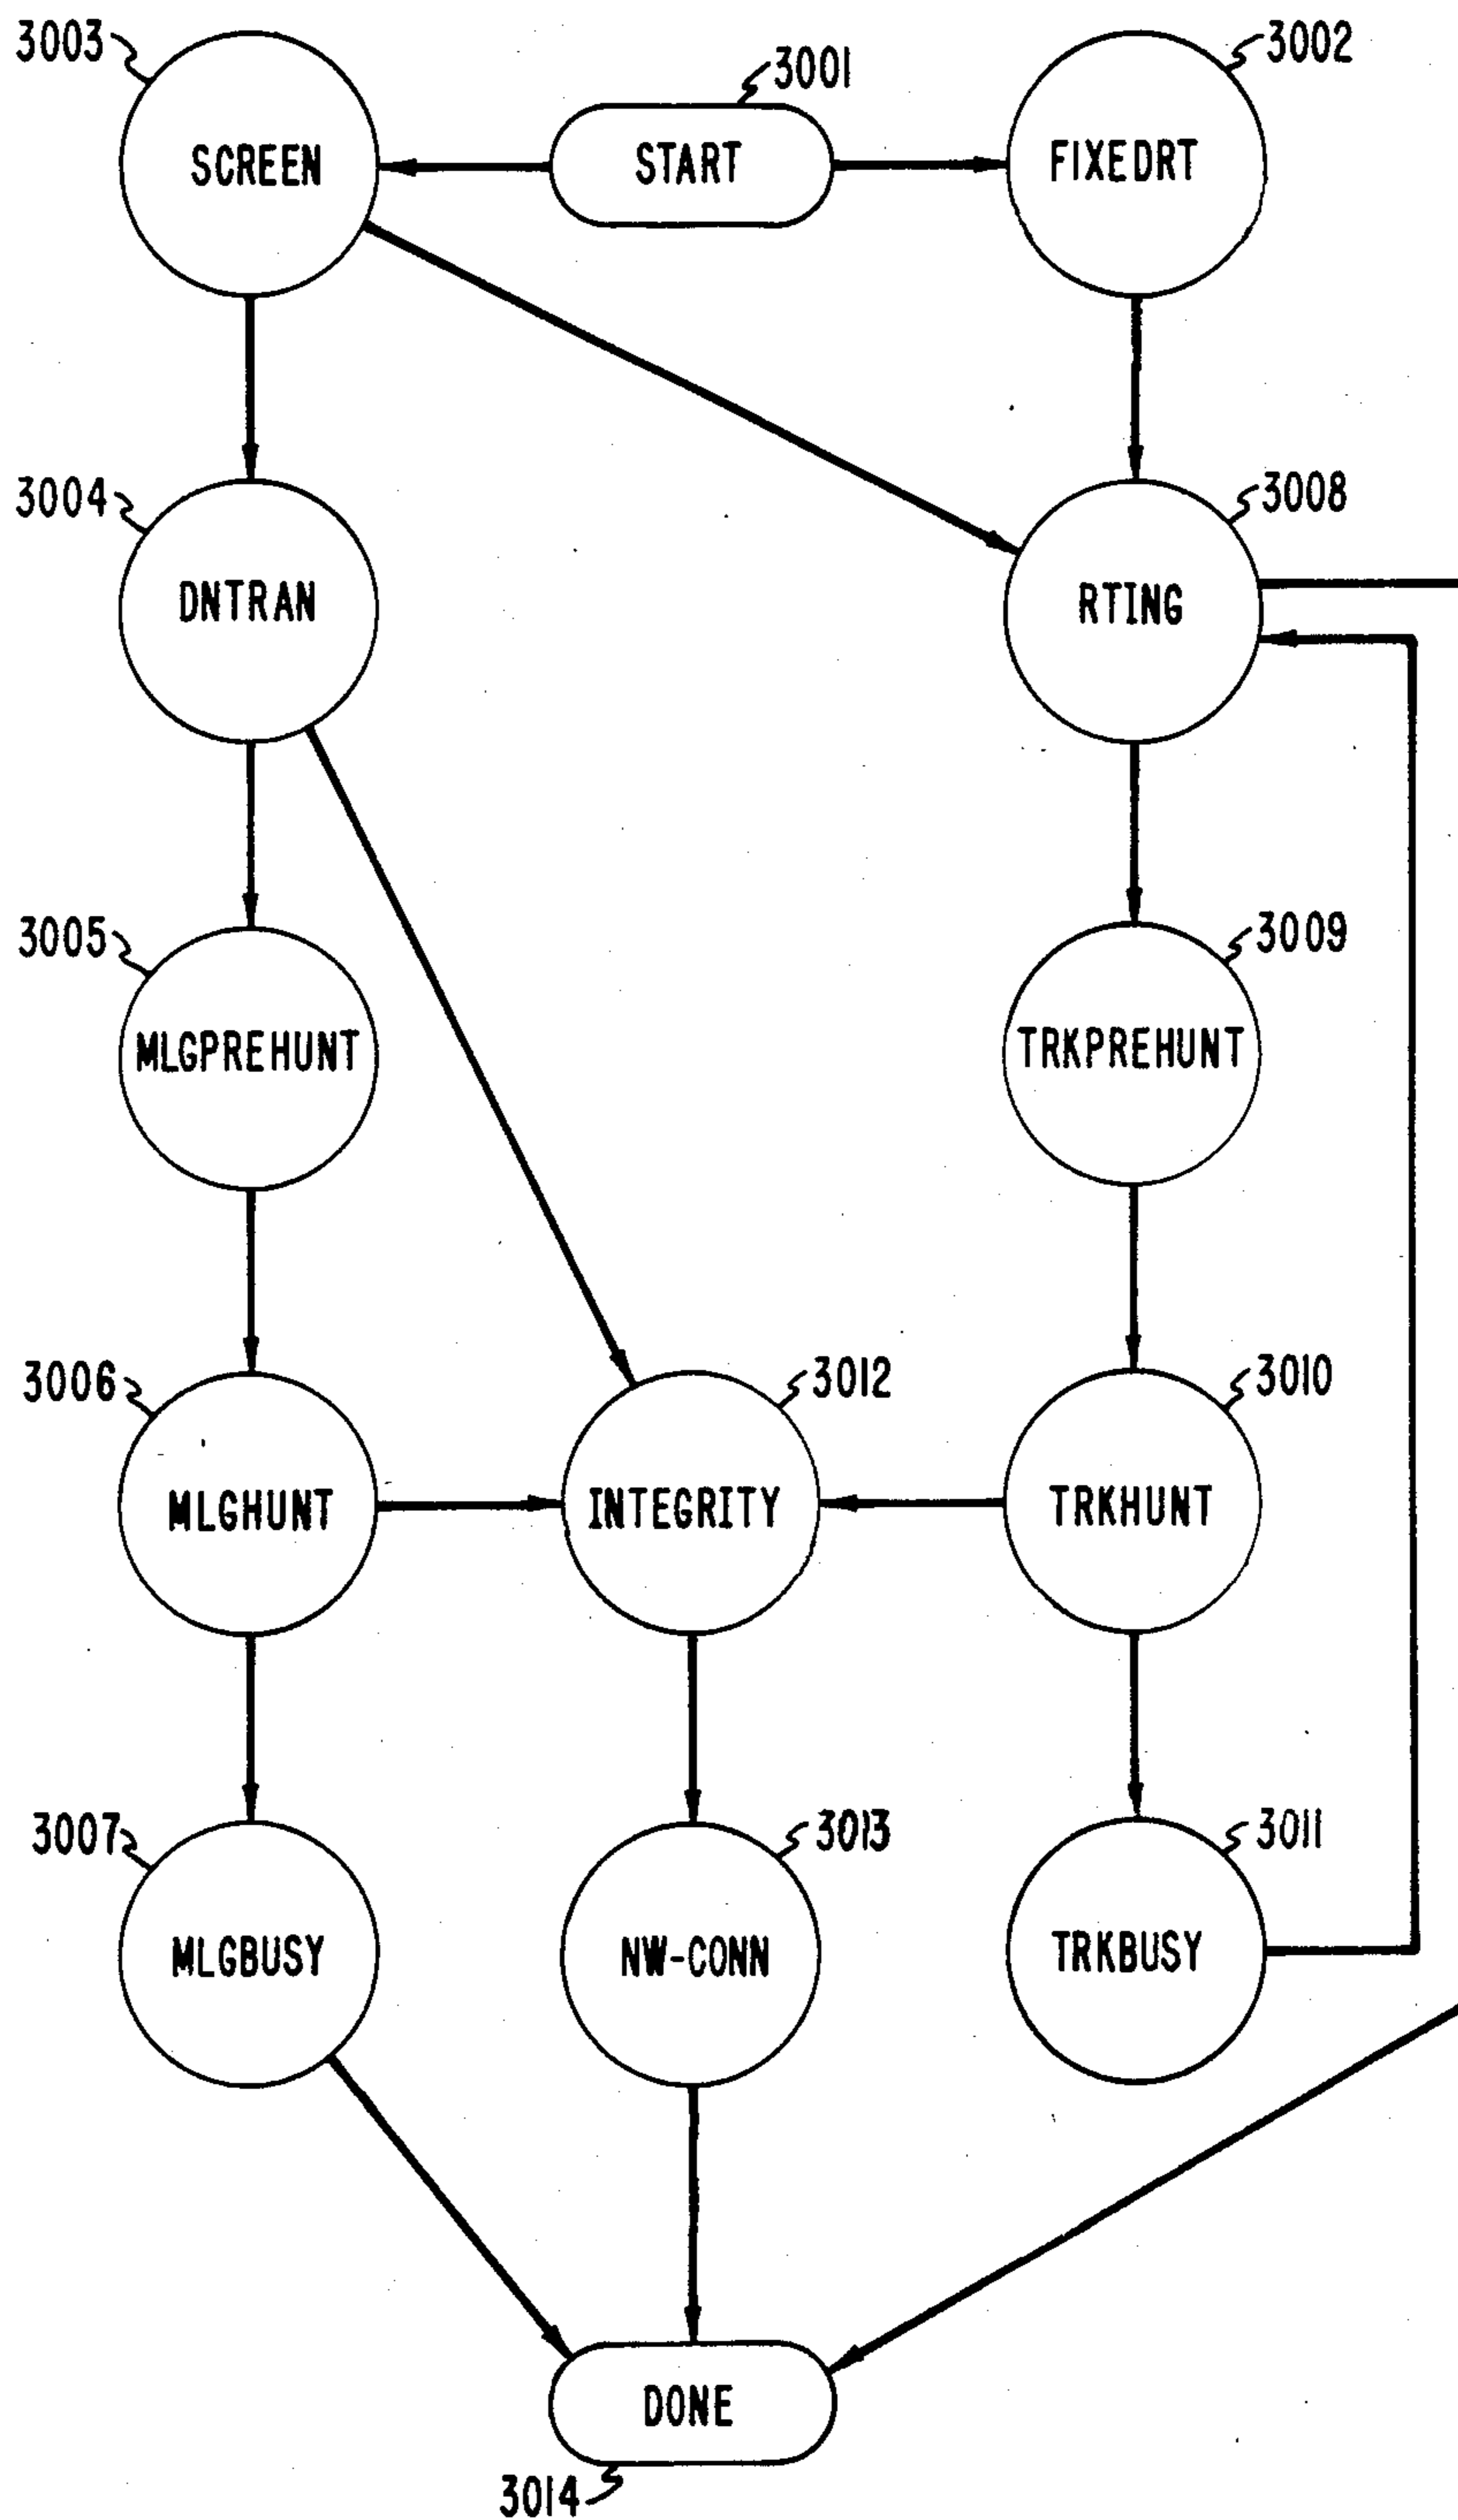 3003
3001
3002
SCREEN
START
FIXEDRT
3004
3008
DNTRAN
RTING
3005
3009
MLGPREHUNT
TRKPREHUNT
3006
3012
3010
MLGHUNT
INTEGRITY
TRKHUNT
3007
3013
3011
MLGBUSY
NW-CONN
TRKBUSY
DONE
3014